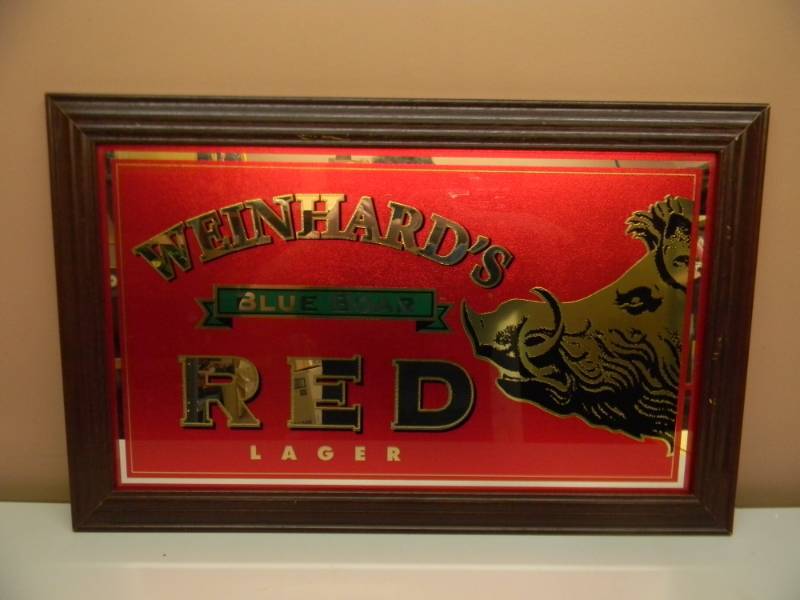 WEINHARD'S
BLUE BOAR
RED
LAGER